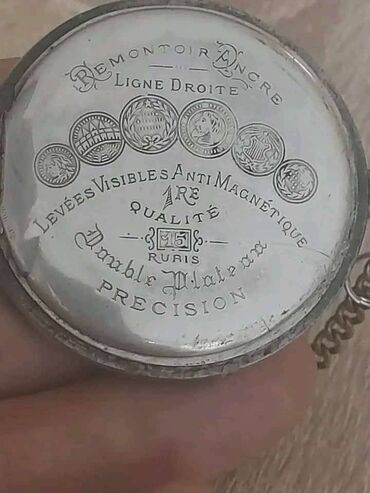 REMONTOIR ANCRE
LIGNE DROITE
LEVÉES VISIBLES ANTI MAGNÉTIQUE
1RE
QUALITÉ
15
RUBIS
Double Plateau
PRECISION